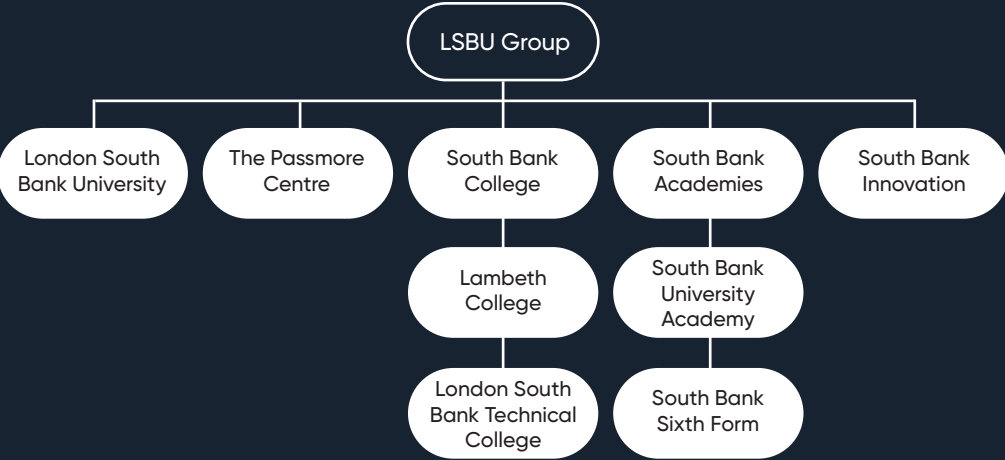 LSBU Group
London South
Bank University
The Passmore
Centre
South Bank
College
South Bank
Academies
South Bank
Innovation
Lambeth
College
South Bank
University
Academy
London South
Bank Technical
College
South Bank
Sixth Form